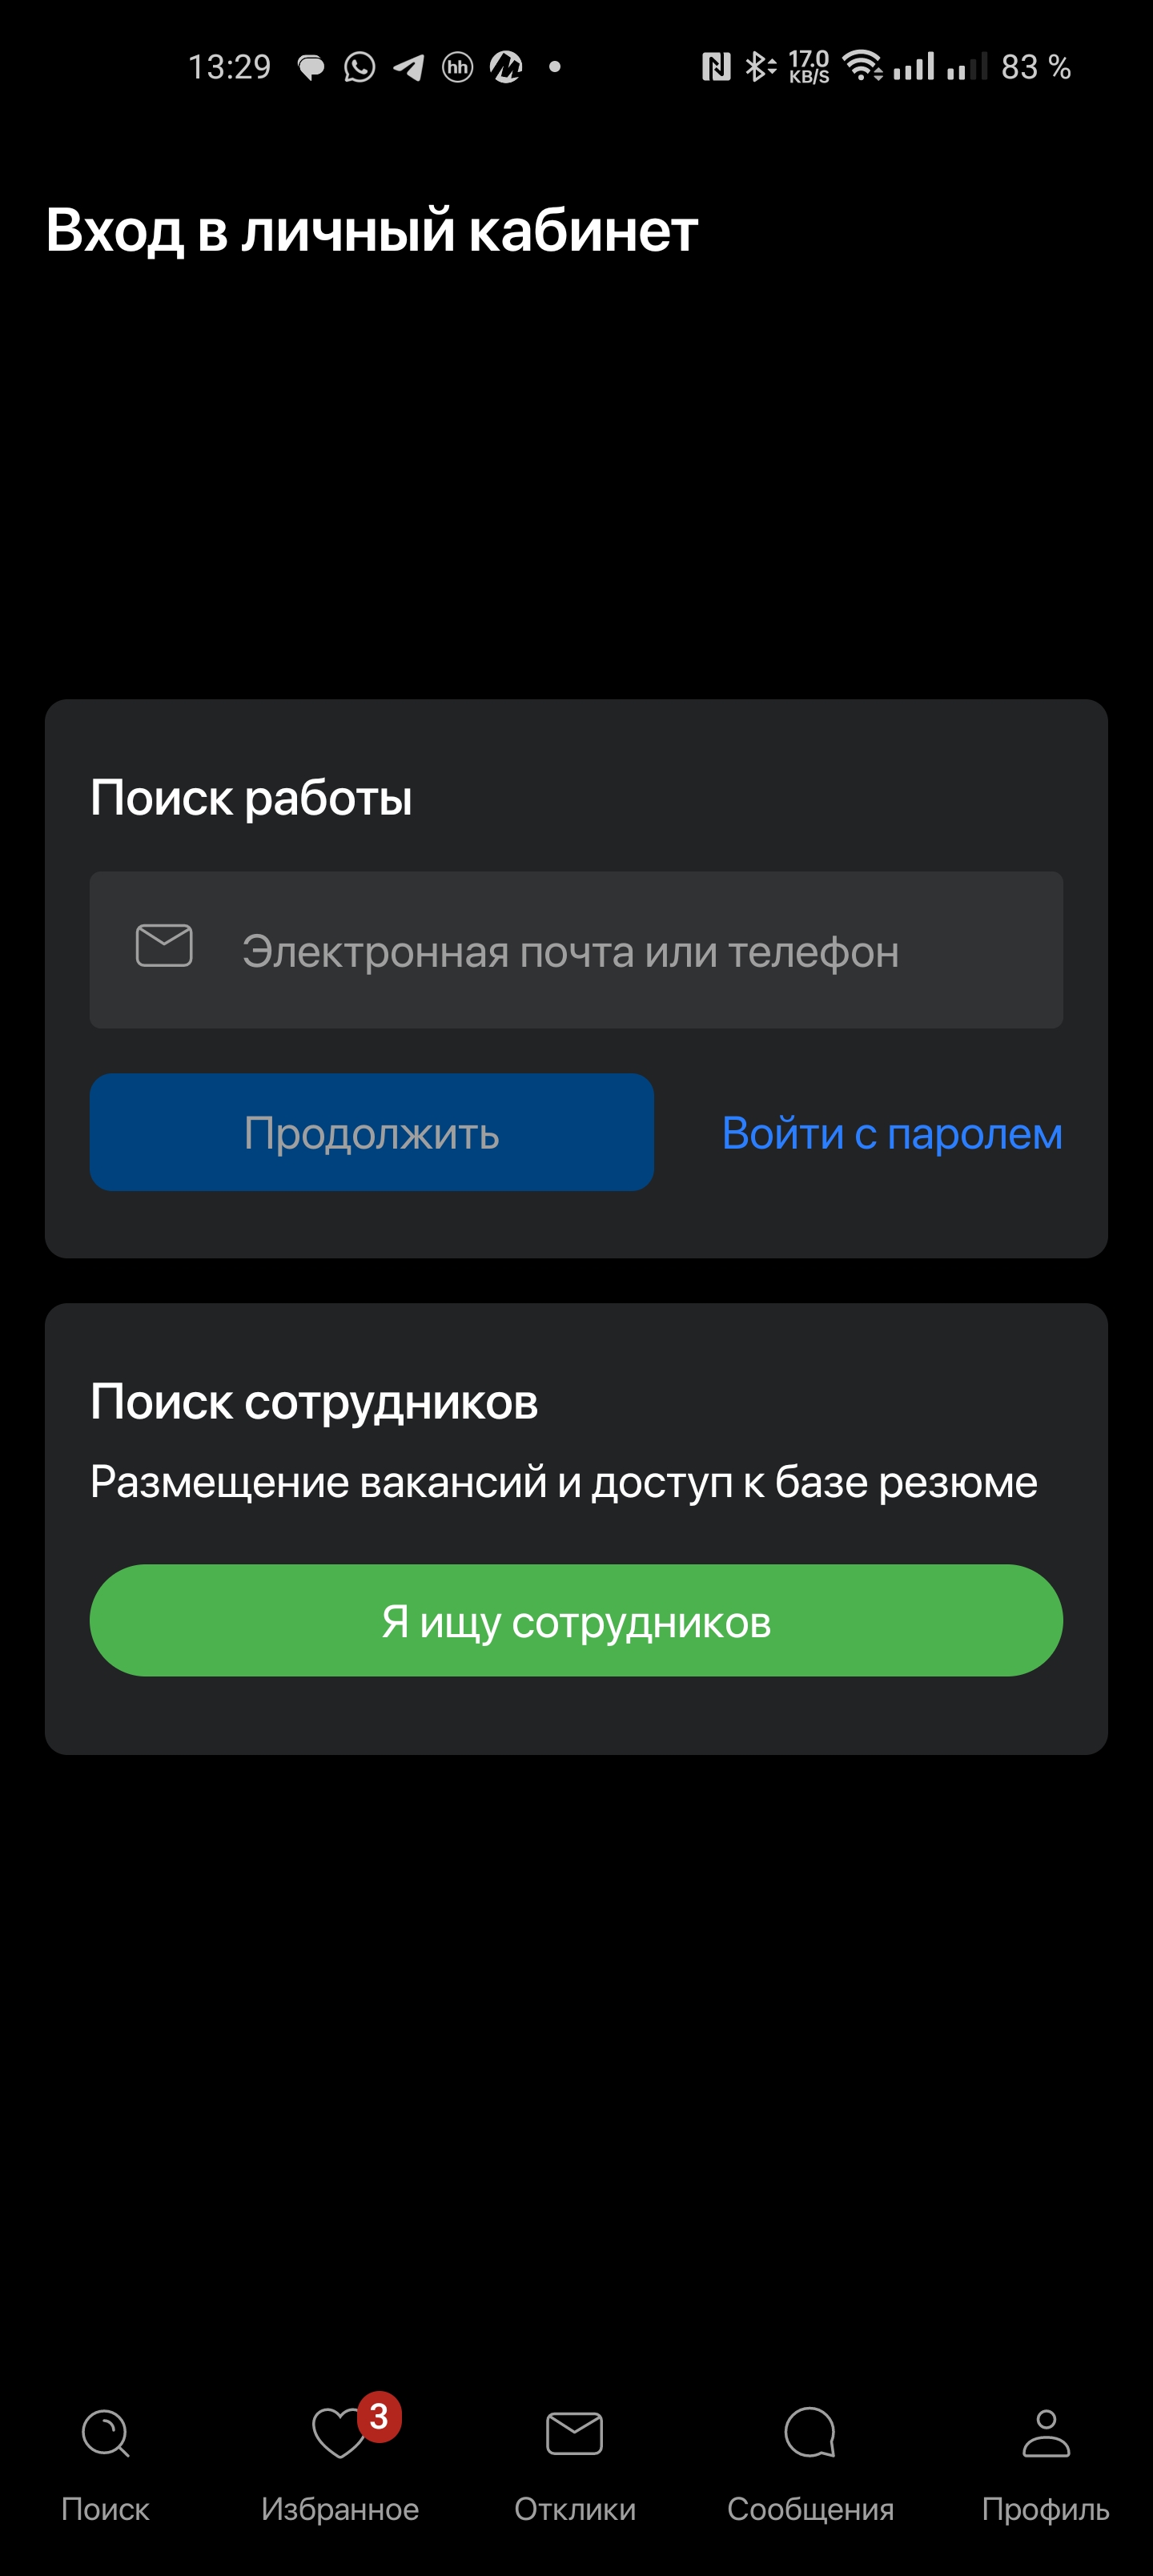 13:29 hh 17.0 KB/S 83 %
Вход в личный кабинет
Поиск работы
Электронная почта или телефон
Продолжить Войти с паролем
Поиск сотрудников
Размещение вакансий и доступ к базе резюме
Я ищу сотрудников
3
Поиск Избранное Отклики Сообщения Профиль